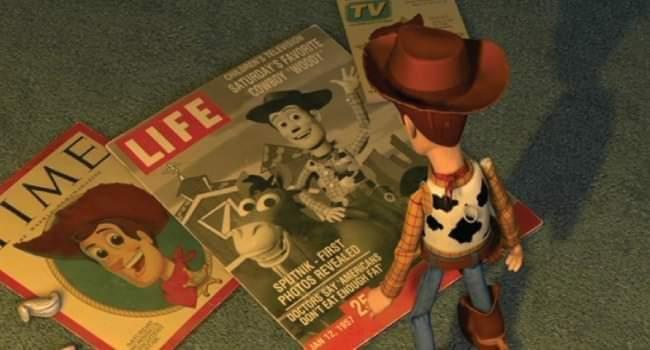 TV
CHILDREN'S TELEVISION
SATURDAY'S FAVORITE
COWBOY "WOODY"
LIFE
TIME
SPUTNIK - FIRST
PHOTOS REVEALED
DOCTORS SAY "AMERICANS
DON'T EAT ENOUGH FAT"
JAN 12, 1957